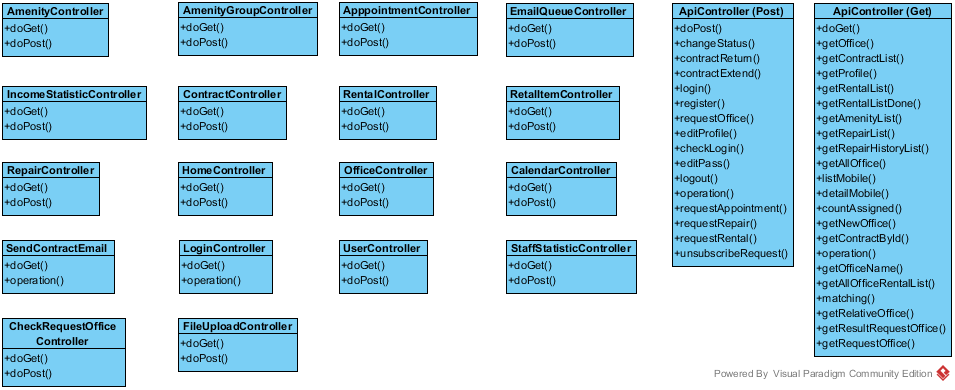 AmenityController
+doGet()
+doPost()
AmenityGroupController
+doGet()
+doPost()
ApppointmentController
+doGet()
+doPost()
EmailQueueController
+doGet()
+doPost()
IncomeStatisticController
+doGet()
+doPost()
ContractController
+doGet()
+doPost()
RentalController
+doGet()
+doPost()
RetalItemController
+doGet()
+doPost()
RepairController
+doGet()
+doPost()
HomeController
+doGet()
+doPost()
OfficeController
+doGet()
+doPost()
CalendarController
+doGet()
+doPost()
SendContractEmail
+doGet()
+operation()
LoginController
+doGet()
+operation()
UserController
+doGet()
+doPost()
StaffStatisticController
+doGet()
+doPost()
CheckRequestOffice
Controller
+doGet()
+doPost()
FileUploadController
+doGet()
+doPost()
ApiController (Post)
+doPost()
+changeStatus()
+contractReturn()
+contractExtend()
+login()
+register()
+requestOffice()
+editProfile()
+checkLogin()
+editPass()
+logout()
+operation()
+requestAppointment()
+requestRepair()
+requestRental()
+unsubscribeRequest()
ApiController (Get)
+doGet()
+getOffice()
+getContractList()
+getProfile()
+getRentalList()
+getRentalListDone()
+getAmenityList()
+getRepairList()
+getRepairHistoryList()
+getAllOffice()
+listMobile()
+detailMobile()
+countAssigned()
+getNewOffice()
+getContractById()
+operation()
+getOfficeName()
+getAllOfficeRentalList()
+matching()
+getRelativeOffice()
+getResultRequestOffice()
+getRequestOffice()
Powered By Visual Paradigm Community Edition